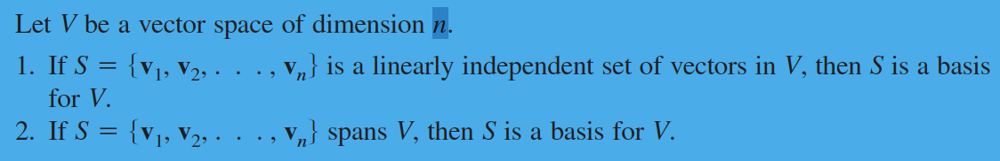 Let V be a vector space of dimension n.
1. If S = {v₁, v₂, . . . , vₙ} is a linearly independent set of vectors in V, then S is a basis
for V.
2. If S = {v₁, v₂, . . . , vₙ} spans V, then S is a basis for V.